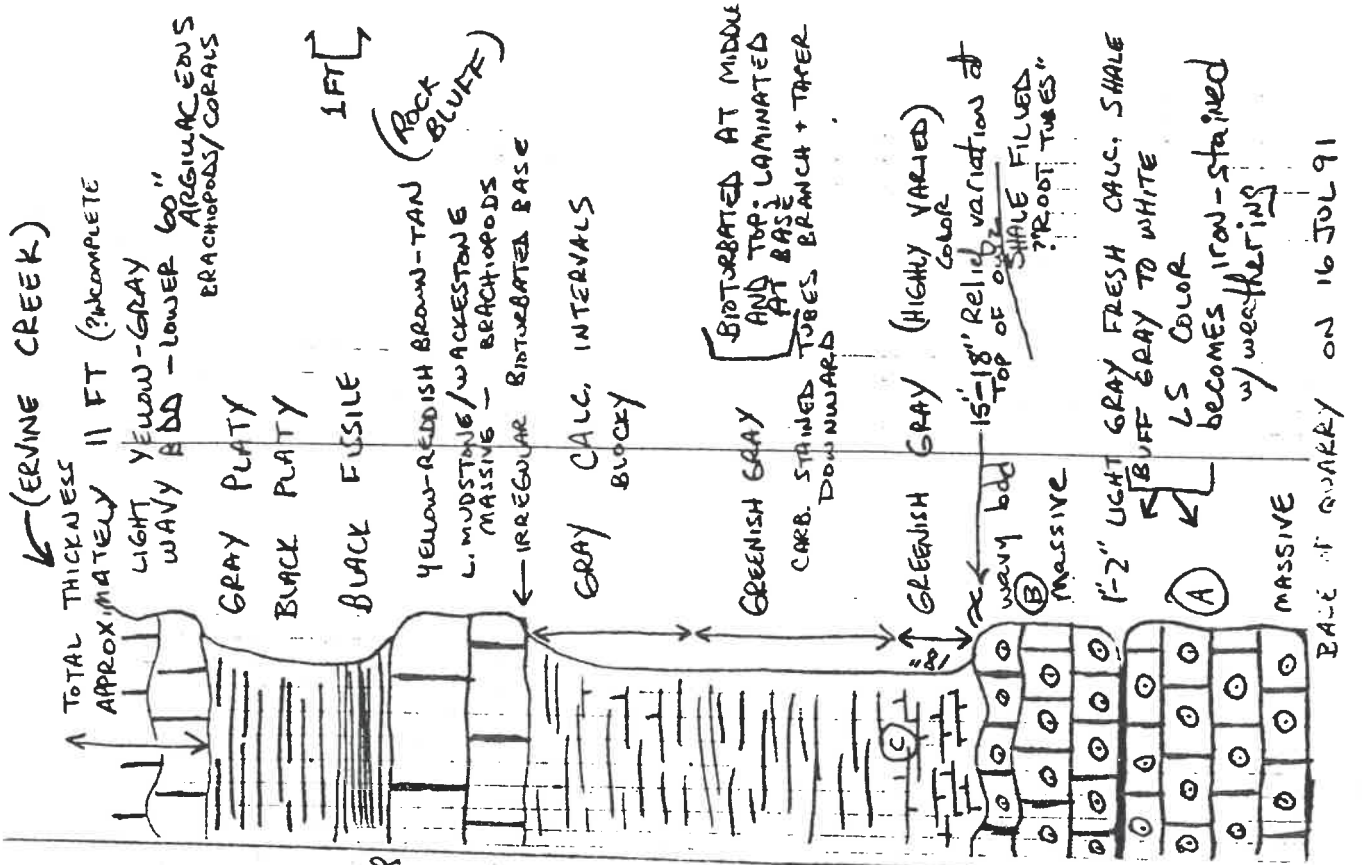 (ERVINE CREEK)
TOTAL THICKNESS
APPROXIMATELY 11 FT (?INCOMPLETE
LIGHT YELLOW-GRAY
WAVY BDD - LOWER 60"
ARGILLACEOUS
BRACHIOPODS/CORALS
GRAY PLATY
BLACK PLATY
1FT
BLACK FISSILE
YELLOW-REDDISH BROWN-TAN
(ROCK
BLUFF)
L. MUDSTONE/WACKESTONE
MASSIVE - BRACHIOPODS
IRREGULAR BIOTURBATED BASE
GRAY CALC. INTERVALS
BLOCKY
GREENISH GRAY
BIOTURBATED AT MIDDLE
AND TOP; LAMINATED
AT BASE
CARB. STAINED TUBES BRANCH + TAPER
DOWNWARD
18"
C
GREENISH GRAY (HIGHLY VARIED)
COLOR
15"-18" Relief variation at
TOP OF
SHALE FILLED
?"ROOT TUBES"
wavy bdd
B
Massive
1"-2" LIGHT GRAY FRESH CALC. SHALE
BUFF GRAY TO WHITE
A
LS COLOR
becomes iron-stained
w/weathering
MASSIVE
BASE OF QUARRY ON 16 JUL 91